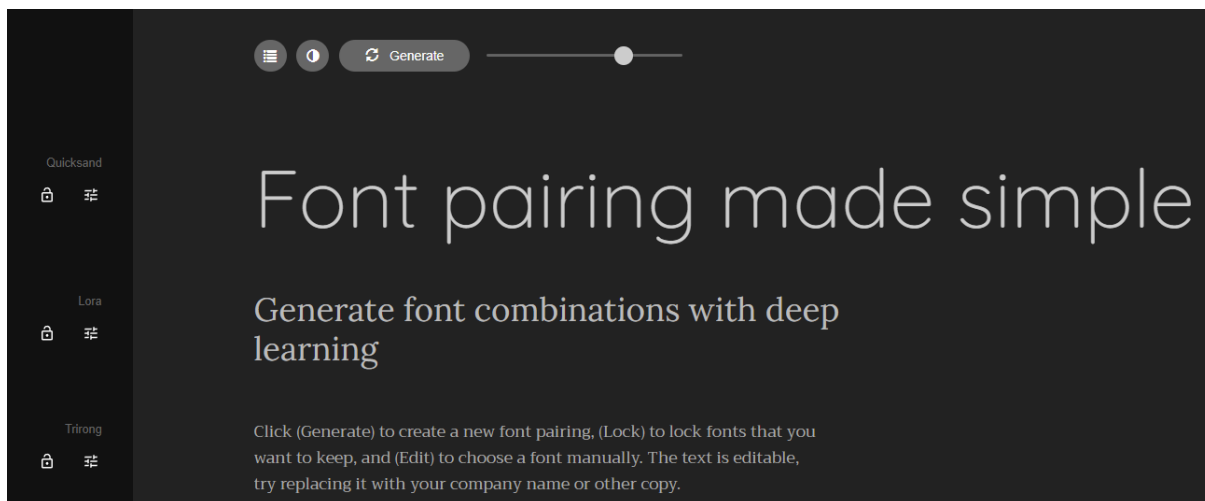 Generate
Quicksand
Font pairing made simple
Lora
Generate font combinations with deep
learning
Trirong
Click (Generate) to create a new font pairing, (Lock) to lock fonts that you
want to keep, and (Edit) to choose a font manually. The text is editable,
try replacing it with your company name or other copy.